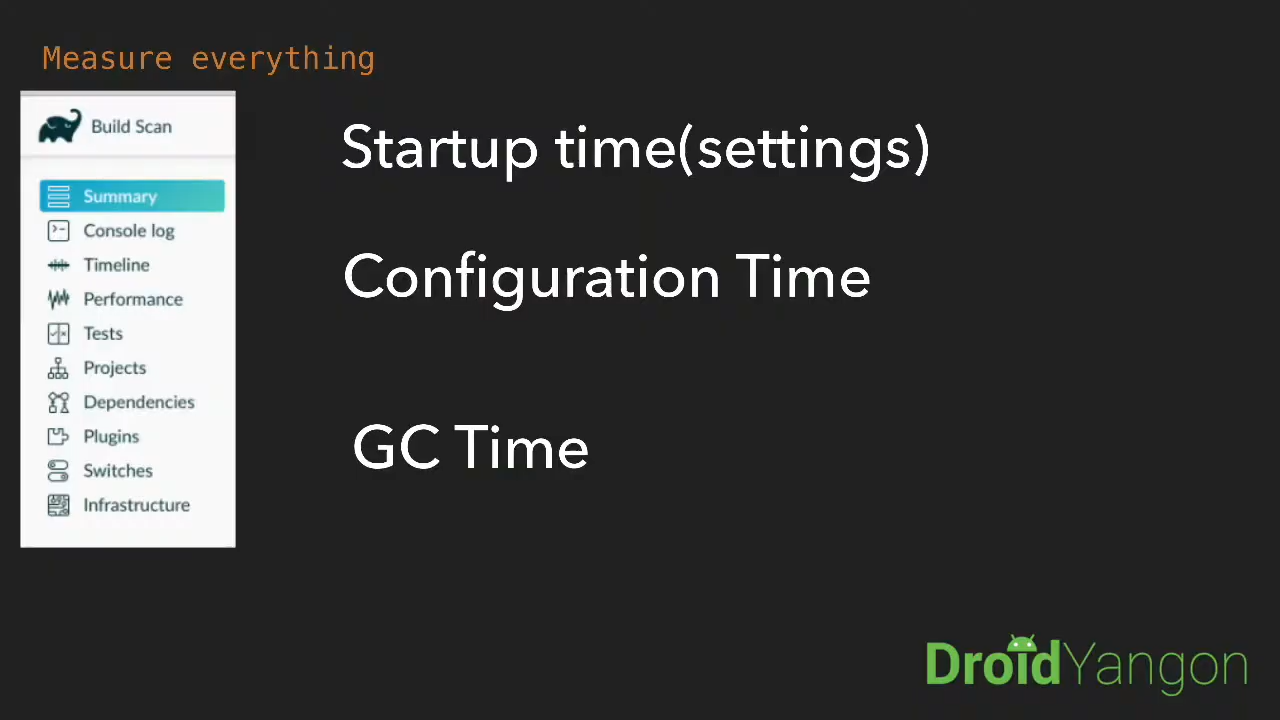 Measure everything
Build Scan
Summary
Console log
Timeline
Performance
Tests
Projects
Dependencies
Plugins
Switches
Infrastructure
Startup time(settings)
Configuration Time
GC Time
DroidYangon